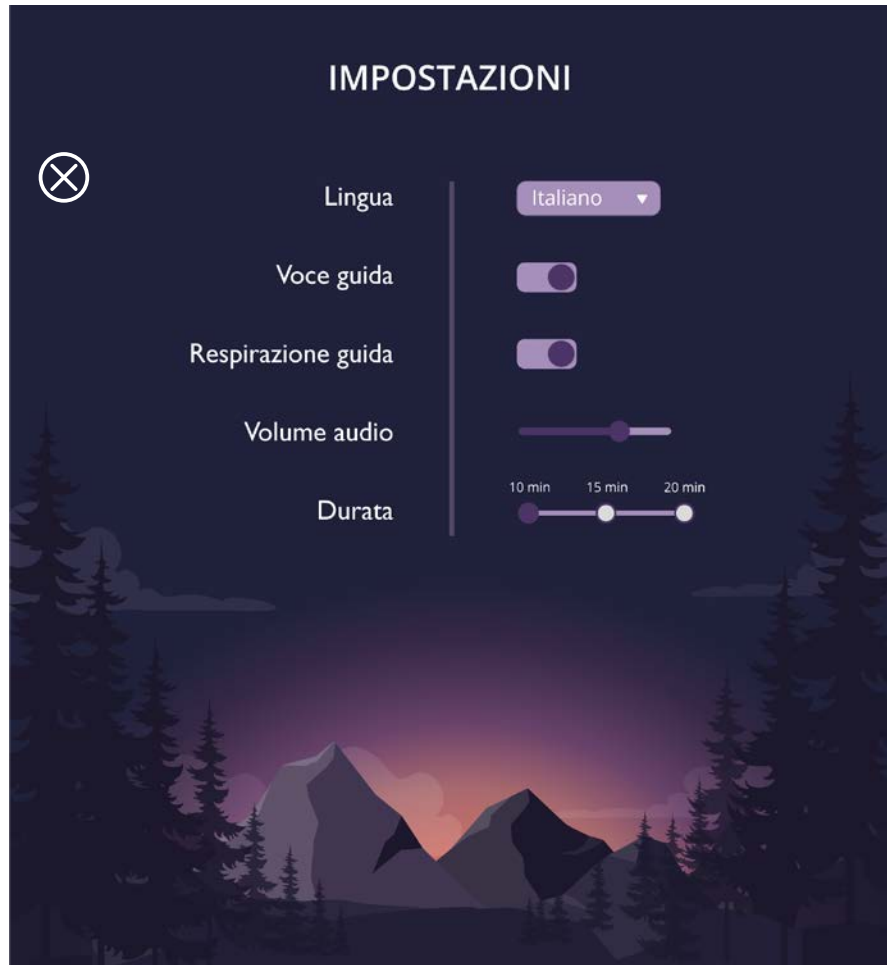 IMPOSTAZIONI
Lingua
Italiano
Voce guida
Respirazione guida
Volume audio
10 min 15 min 20 min
Durata